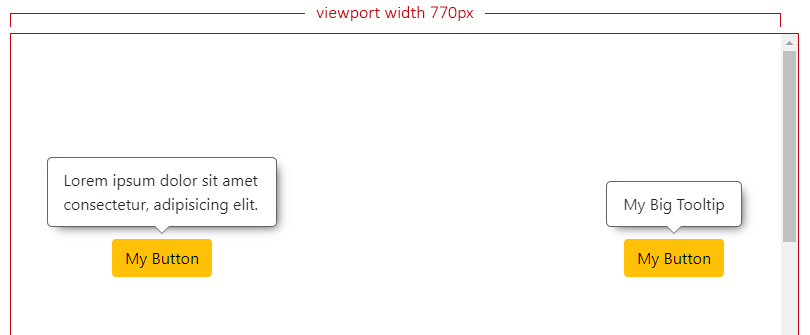 viewport width 770px
Lorem ipsum dolor sit amet
consectetur, adipisicing elit.
My Button
My Big Tooltip
My Button